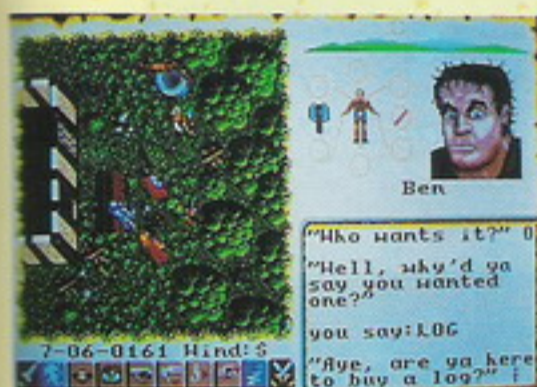 Ben
"Who wants it?" 0
"Well, why'd ya
say you wanted
one?"
you say:LOG
"Aye, are ya here
to buy a log?"
7-06-0161 Wind:S